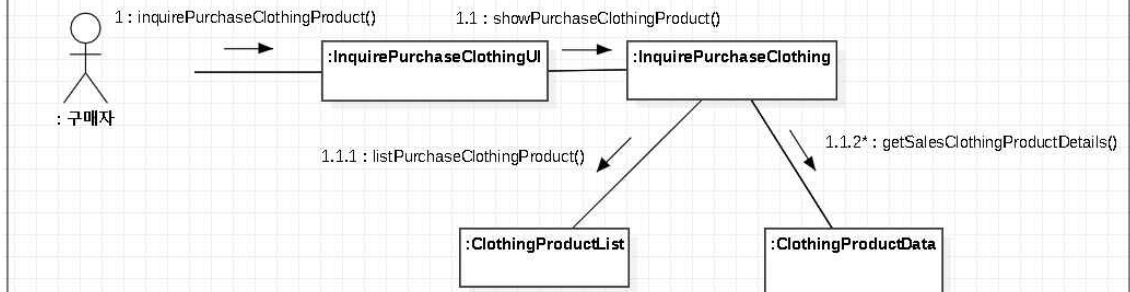 1 : inquirePurchaseClothingProduct()
1.1 : showPurchaseClothingProduct()
:InquirePurchaseClothingUI
:InquirePurchaseClothing
: 구매자
1.1.1 : listPurchaseClothingProduct()
1.1.2* : getSalesClothingProductDetails()
:ClothingProductList
:ClothingProductData